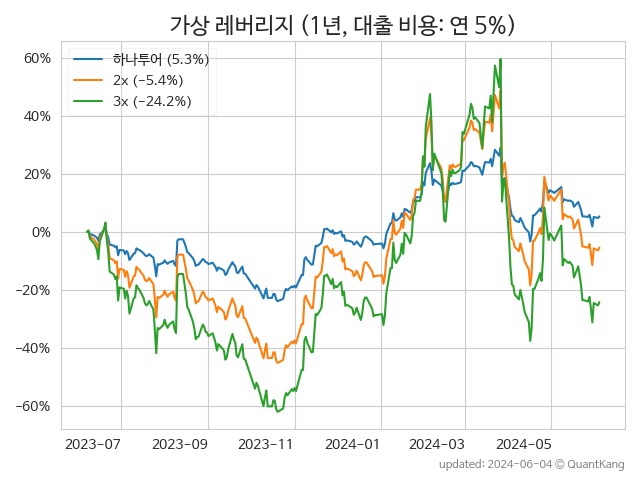 가상 레버리지 (1년, 대출 비용: 연 5%)
하나투어 (5.3%)
2x (−5.4%)
3x (−24.2%)
60%
40%
20%
0%
−20%
−40%
−60%
2023-07
2023-09
2023-11
2024-01
2024-03
2024-05
updated: 2024-06-04 © QuantKang